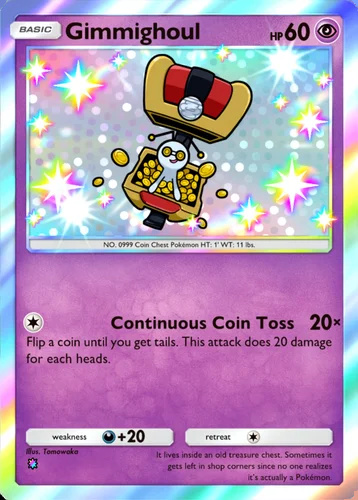 BASIC Gimmighoul HP 60
NO. 0999 Coin Chest Pokémon HT: 1' WT: 11 lbs.
Continuous Coin Toss 20×
Flip a coin until you get tails. This attack does 20 damage
for each heads.
weakness +20 retreat
Illus. Tomowaka
It lives inside an old treasure chest. Sometimes it
gets left in shop corners since no one realizes
it's actually a Pokémon.